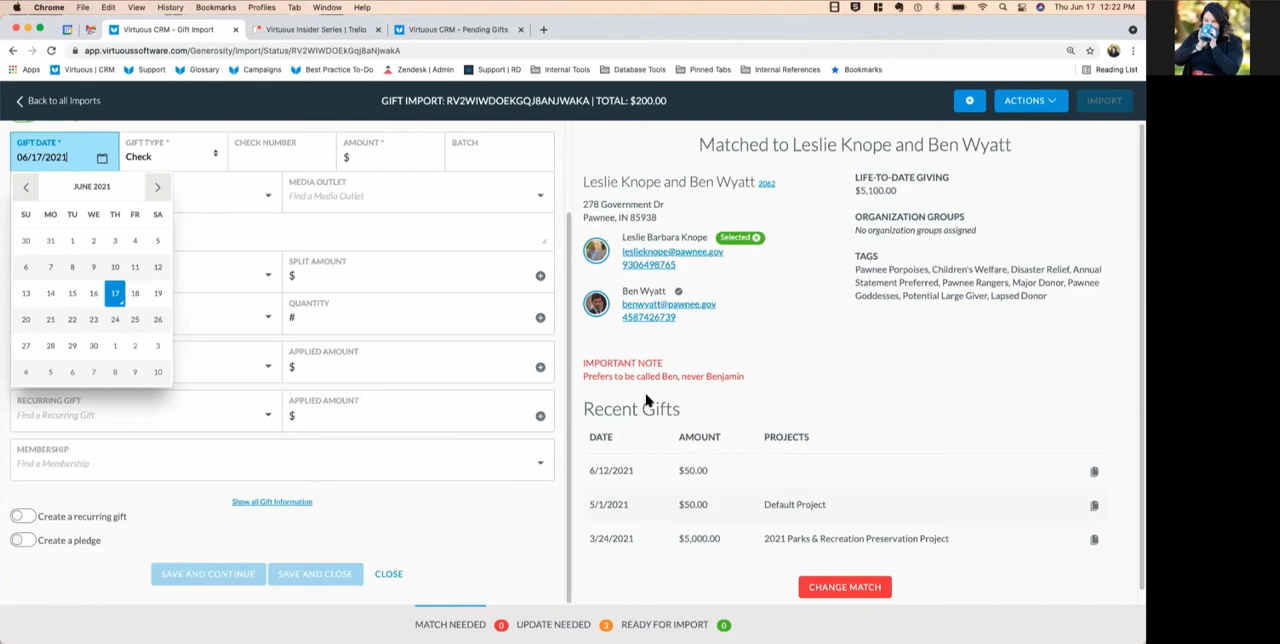 Chrome File Edit View History Bookmarks Profiles Tab Window Help Thu Jun 17 12:22 PM
Virtuous CRM - Gift Import Virtuous Insider Series | Trello Virtuous CRM - Pending Gifts
app.virtuoussoftware.com/Generosity/Import/Status/RV2WIWDOEkGqj8aNjwakA
Apps Virtuous | CRM Support Glossary Campaigns Best Practice To-Do Zendesk | Admin Support | RD Internal Tools Database Tools Pinned Tabs Internal References Bookmarks Reading List
Back to all Imports GIFT IMPORT: RV2WIWDOEKGQJ8ANJWAKA | TOTAL: $200.00 ACTIONS IMPORT
GIFT DATE * GIFT TYPE * CHECK NUMBER AMOUNT * BATCH
06/17/2021 Check $
JUNE 2021
SU MO TU WE TH FR SA
30 31 1 2 3 4 5
6 7 8 9 10 11 12
13 14 15 16 17 18 19
20 21 22 23 24 25 26
27 28 29 30 1 2 3
4 5 6 7 8 9 10
MEDIA OUTLET
Find a Media Outlet
SPLIT AMOUNT
$
QUANTITY
#
APPLIED AMOUNT
$
RECURRING GIFT APPLIED AMOUNT
Find a Recurring Gift $
MEMBERSHIP
Find a Membership
Show all Gift Information
Create a recurring gift
Create a pledge
SAVE AND CONTINUE SAVE AND CLOSE CLOSE
Matched to Leslie Knope and Ben Wyatt
Leslie Knope and Ben Wyatt 2062
278 Government Dr
Pawnee, IN 85938
Leslie Barbara Knope Selected
leslieknope@pawnee.gov
9306498765
Ben Wyatt
benwyatt@pawnee.gov
4587426739
LIFE-TO-DATE GIVING
$5,100.00
ORGANIZATION GROUPS
No organization groups assigned
TAGS
Pawnee Porpoises, Children's Welfare, Disaster Relief, Annual
Statement Preferred, Pawnee Rangers, Major Donor, Pawnee
Goddesses, Potential Large Giver, Lapsed Donor
IMPORTANT NOTE
Prefers to be called Ben, never Benjamin
Recent Gifts
DATE AMOUNT PROJECTS
6/12/2021 $50.00
5/1/2021 $50.00 Default Project
3/24/2021 $5,000.00 2021 Parks & Recreation Preservation Project
CHANGE MATCH
MATCH NEEDED 0 UPDATE NEEDED 3 READY FOR IMPORT 0